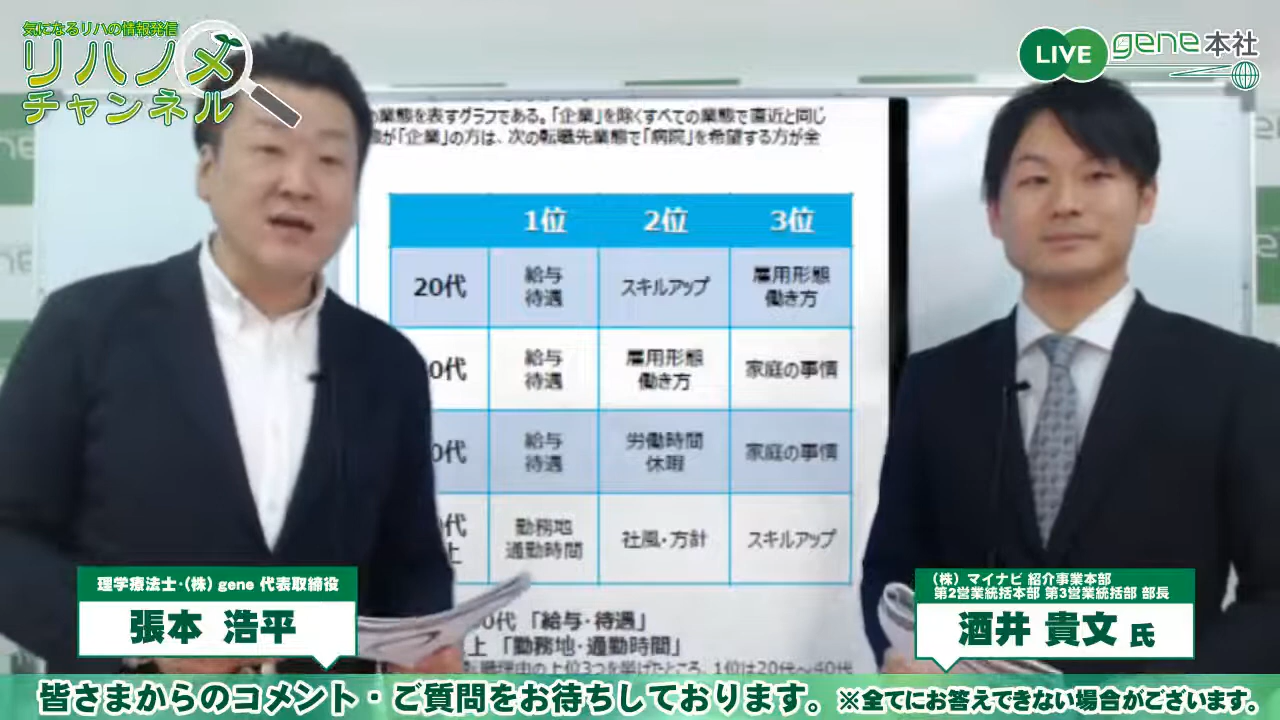 気になるリハの情報発信
リハノメ
チャンネル
LIVE
gene本社
業態を表すグラフである。「企業」を除くすべての業態で直近と同じ
が「企業」の方は、次の転職先業態で「病院」を希望する方が全
1位 2位 3位
20代 給与 待遇 スキルアップ 雇用形態 働き方
0代 給与 待遇 雇用形態 働き方 家庭の事情
0代 給与 待遇 労働時間 休暇 家庭の事情
代 上 勤務地 通勤時間 社風・方針 スキルアップ
0代 「給与・待遇」
上 「勤務地・通勤時間」
職理由の上位3つを挙げたところ、1位は20代～40代
理学療法士・(株) gene 代表取締役
張本 浩平
(株) マイナビ 紹介事業本部
第2営業統括本部 第3営業統括部 部長
酒井 貴文 氏
皆さまからのコメント・ご質問をお待ちしております。※全てにお答えできない場合がございます。